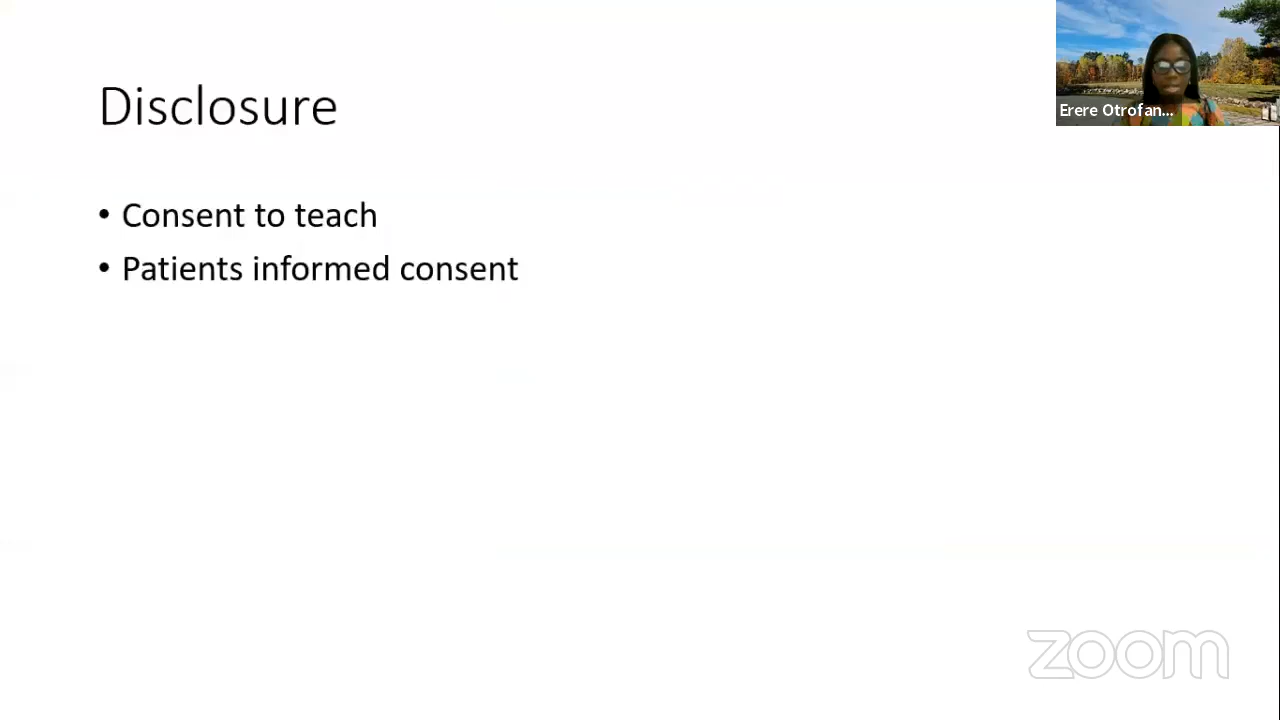 Disclosure
• Consent to teach
• Patients informed consent
Erere Otrofan...
zoom